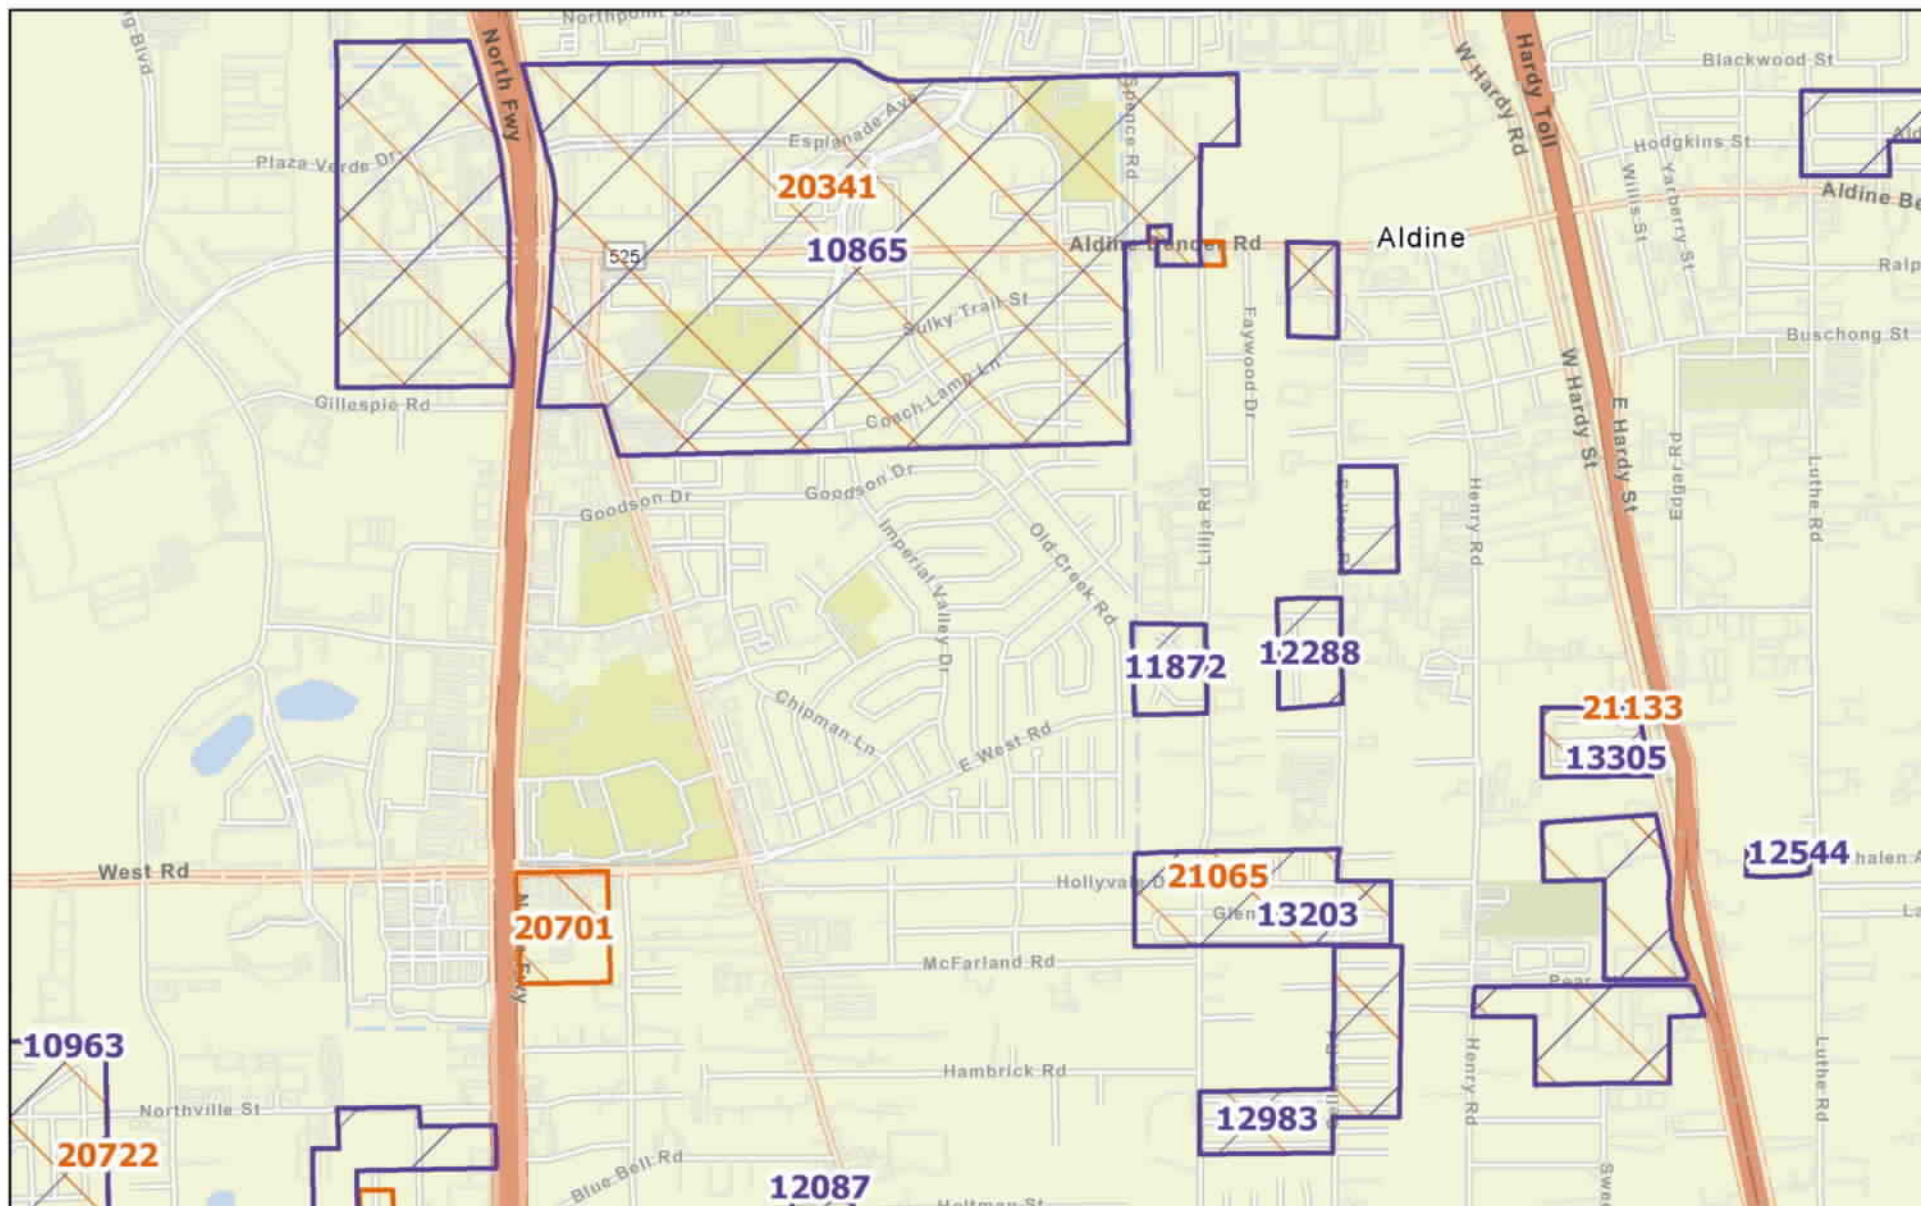 Northpoint Dr
North Fwy
Hardy Toll
W Hardy Rd
Blackwood St
Spence Rd
Esplanade Ave
Plaza Verde Dr
Hodgkins St
Willis St
Yarberry St
20341
Aldine Be
Aldine Bender Rd
Aldine
10865
525
Ralp
Sulky Trail St
Faywood Dr
Buschong St
Coach Lamp Ln
Gillespie Rd
W Hardy St
E Hardy St
Goodson Dr
Goodson Dr
Lillja Rd
Henry Rd
Luthe Rd
Imperial Valley Dr
Old Creek Rd
11872
12288
Chipman Ln
E West Rd
21133
13305
12544
halen A
West Rd
Hollyvale D
21065
Glen
13203
20701
McFarland Rd
Pear
10963
Hambrick Rd
Henry Rd
Luthe Rd
Northville St
12983
20722
Blue Bell Rd
12087
Heltman St
Swee